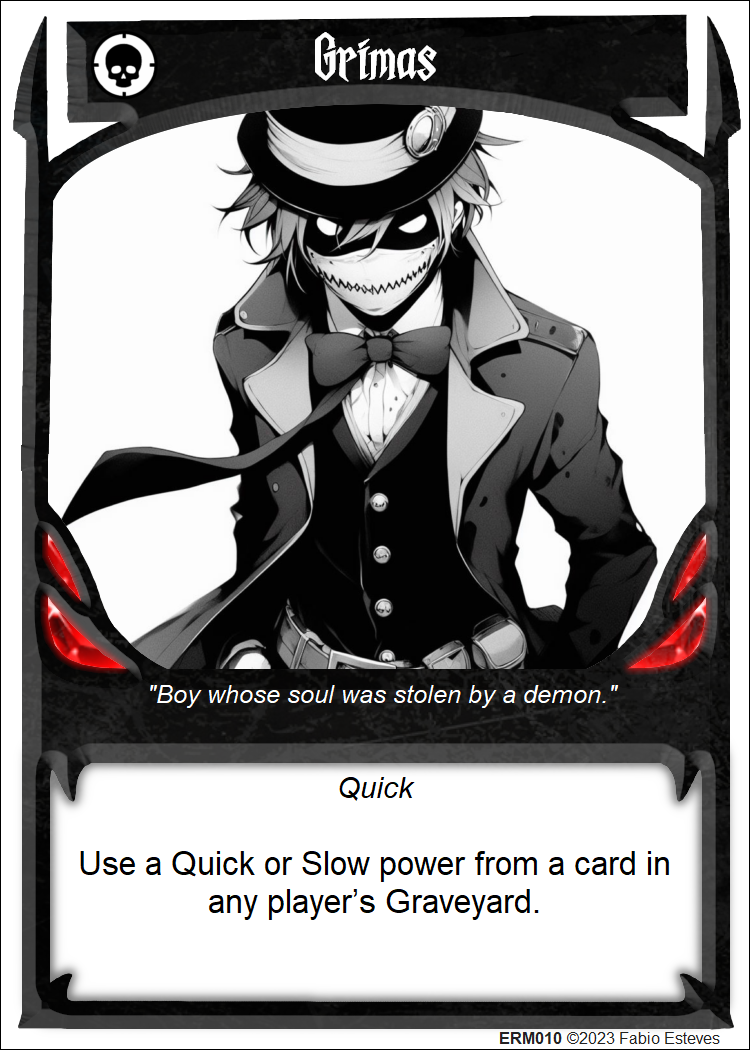 Grimas
"Boy whose soul was stolen by a demon."
Quick
Use a Quick or Slow power from a card in
any player’s Graveyard.
ERM010 ©2023 Fabio Esteves